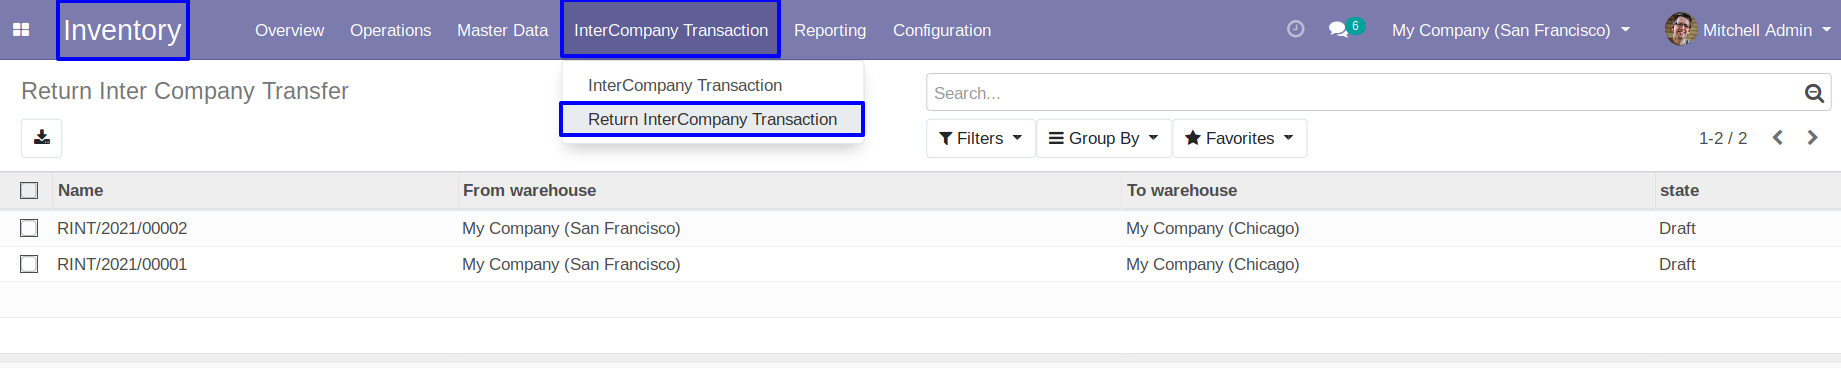 Inventory Overview Operations Master Data InterCompany Transaction Reporting Configuration 6 My Company (San Francisco) Mitchell Admin
InterCompany Transaction
Return Inter Company Transfer
Search...
Return InterCompany Transaction
Filters Group By Favorites 1-2 / 2
Name From warehouse To warehouse state
RINT/2021/00002 My Company (San Francisco) My Company (Chicago) Draft
RINT/2021/00001 My Company (San Francisco) My Company (Chicago) Draft